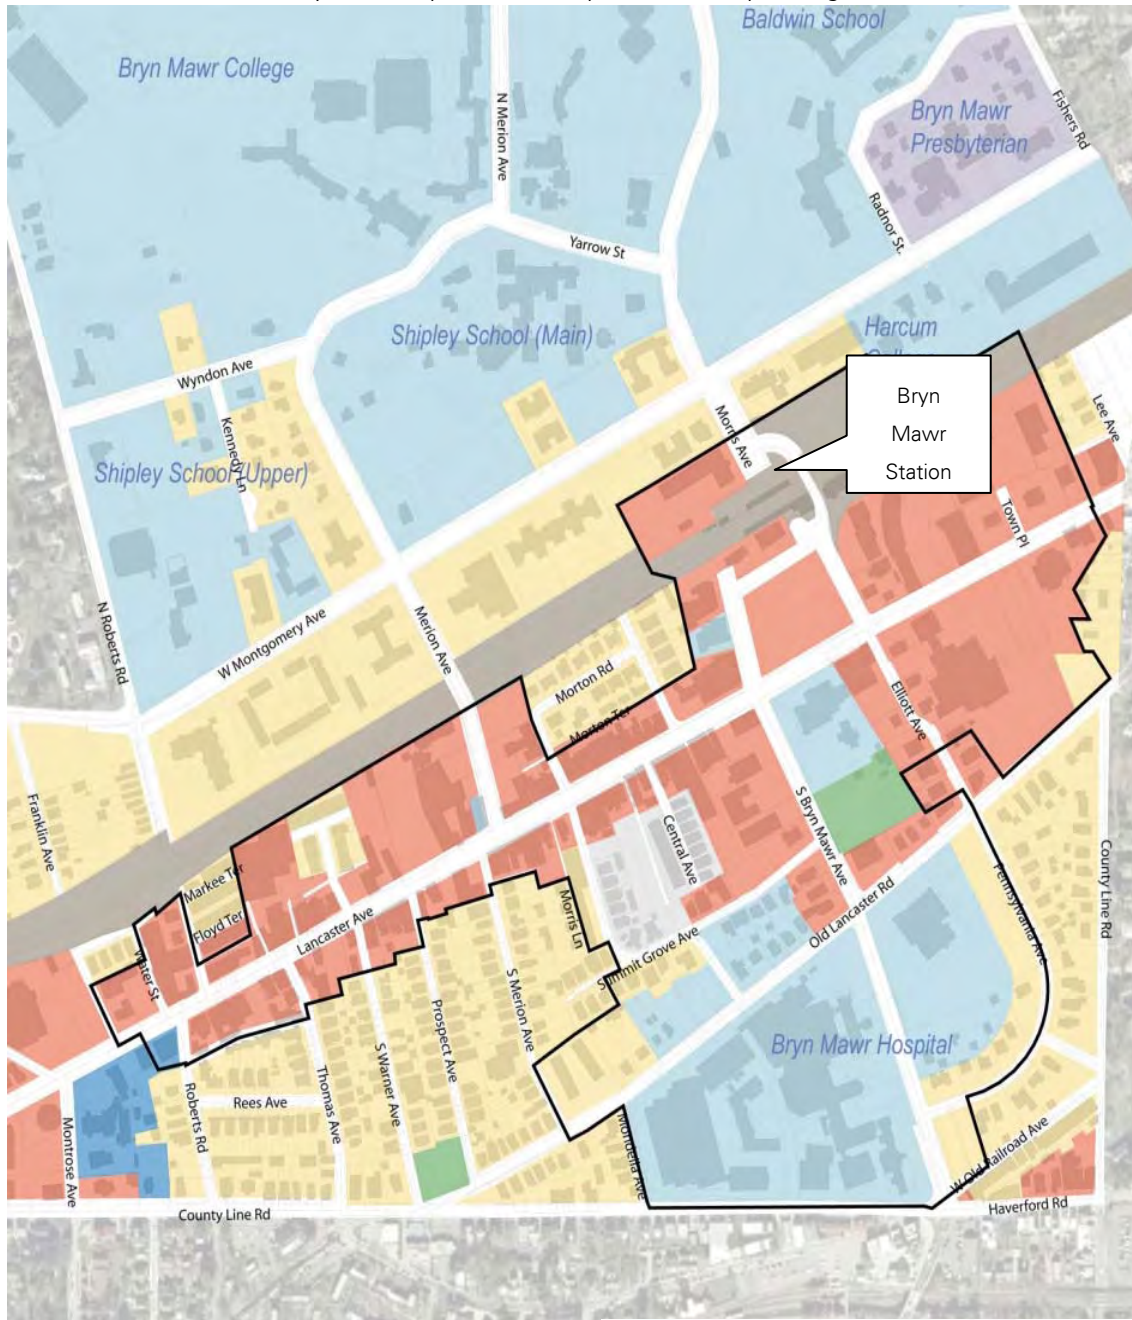 Baldwin School
Bryn Mawr College
Bryn Mawr
Presbyterian
Fishers Rd
N Merion Ave
Radnor St.
Yarrow St
Shipley School (Main)
Harcum
Wyndon Ave
Kennedy Ln
Shipley School (Upper)
Morris Ave
Bryn
Mawr
Station
Lee Ave
Town Pl
N Roberts Rd
W Montgomery Ave
Merion Ave
Morton Rd
Morton Ter
Elliott Ave
Franklin Ave
Central Ave
S Bryn Mawr Ave
County Line Rd
Markee Ter
Floyd Ter
Lancaster Ave
Morris Ln
Old Lancaster Rd
Pennsylvania Ave
Water St
Summit Grove Ave
S Merion Ave
Prospect Ave
S Warner Ave
Thomas Ave
Bryn Mawr Hospital
Rees Ave
Roberts Rd
Montrose Ave
Mondella Ave
W Old Railroad Ave
County Line Rd
Haverford Rd